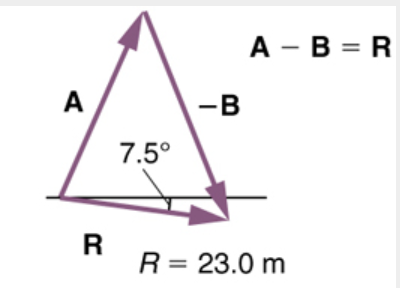 A − B = R
A
−B
7.5°
R
R = 23.0 m